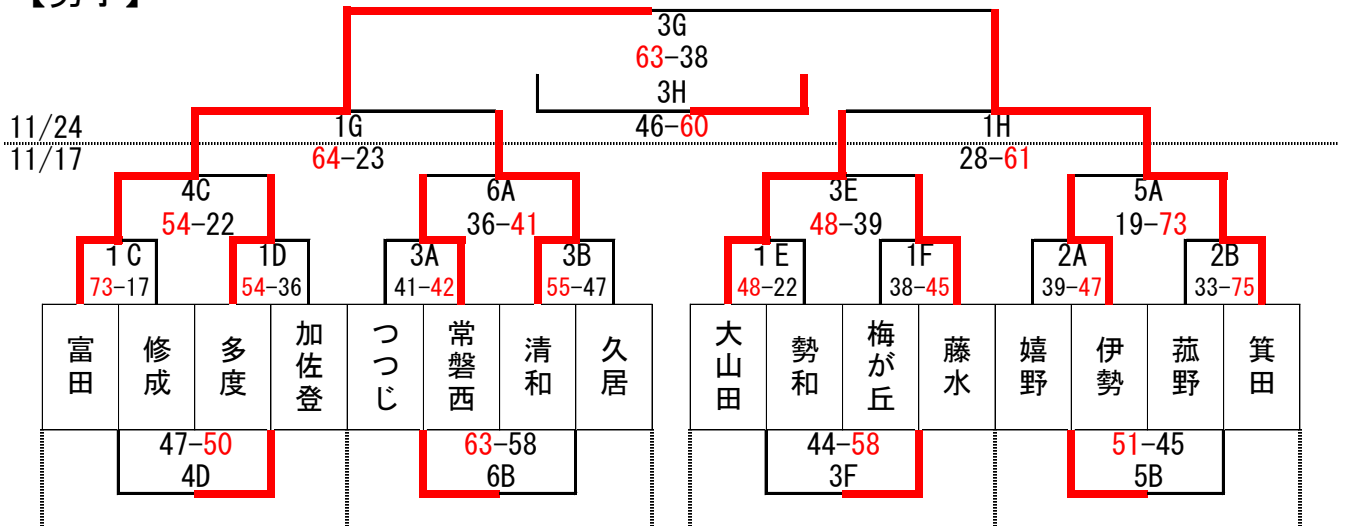 【男子】
3G
63-38
3H
46-60
11/24
1G
1H
11/17
64-23
28-61
4C
6A
3E
5A
54-22
36-41
48-39
19-73
1C
1D
3A
3B
1E
1F
2A
2B
73-17
54-36
41-42
55-47
48-22
38-45
39-47
33-75
富田
修成
多度
加佐登
つつじ
常磐西
清和
久居
大山田
勢和
梅が丘
藤水
嬉野
伊勢
菰野
箕田
47-50
63-58
44-58
51-45
4D
6B
3F
5B